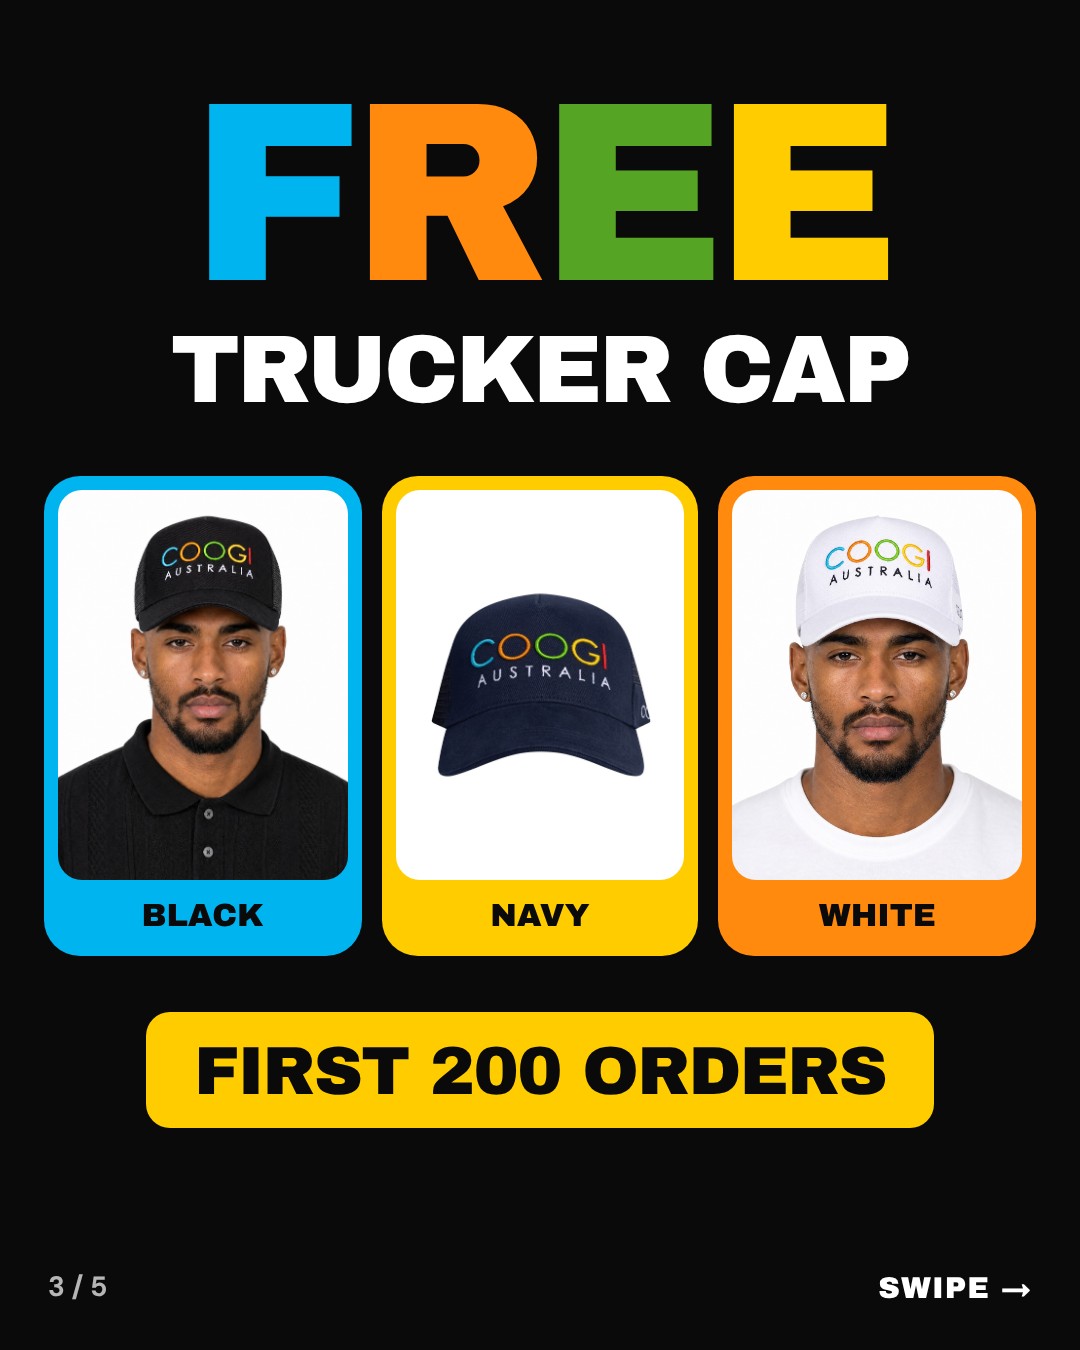 FREE
TRUCKER CAP
COOGI
AUSTRALIA
COOGI
AUSTRALIA
COOGI
AUSTRALIA
BLACK
NAVY
WHITE
FIRST 200 ORDERS
3 / 5
SWIPE →